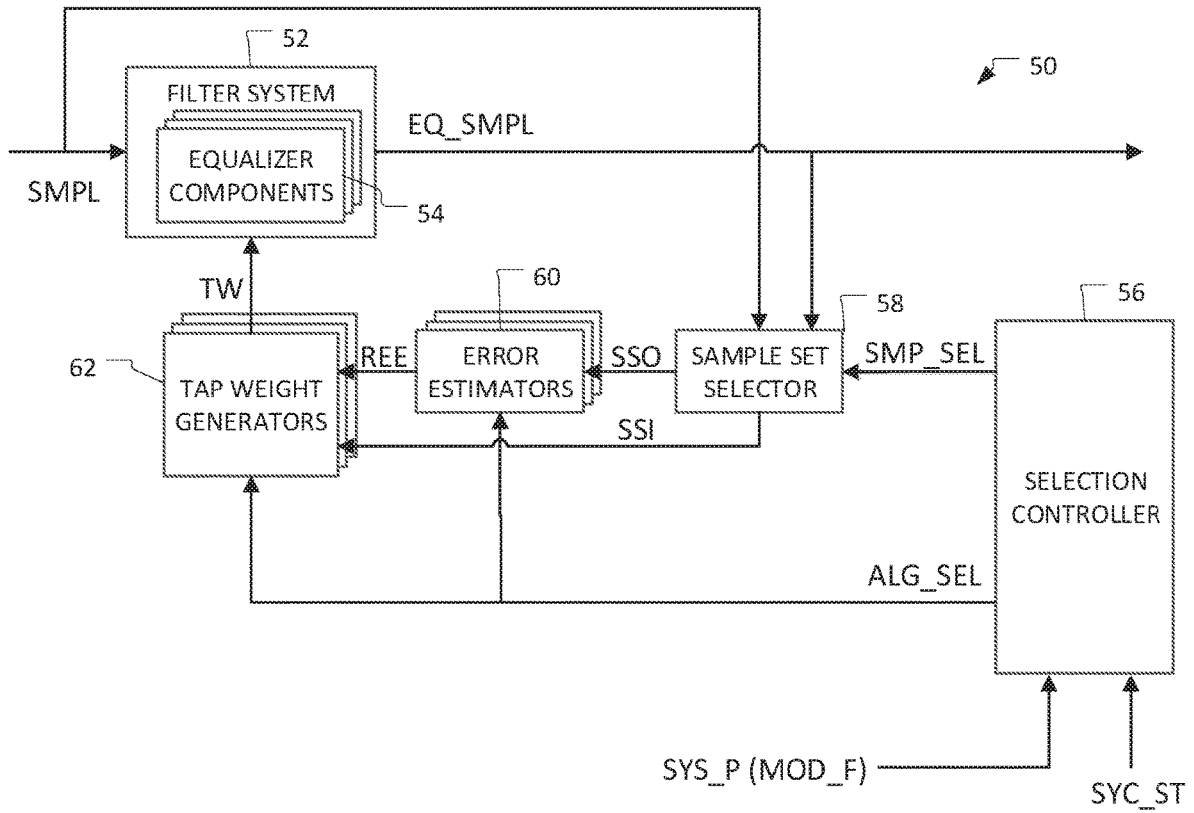 52
50
FILTER SYSTEM
EQ_SMPL
EQUALIZER
COMPONENTS
SMPL
54
TW
60
58
56
62
TAP WEIGHT
GENERATORS
REE
ERROR
ESTIMATORS
SSO
SAMPLE SET
SELECTOR
SMP_SEL
SSI
SELECTION
CONTROLLER
ALG_SEL
SYS_P (MOD_F)
SYC_ST